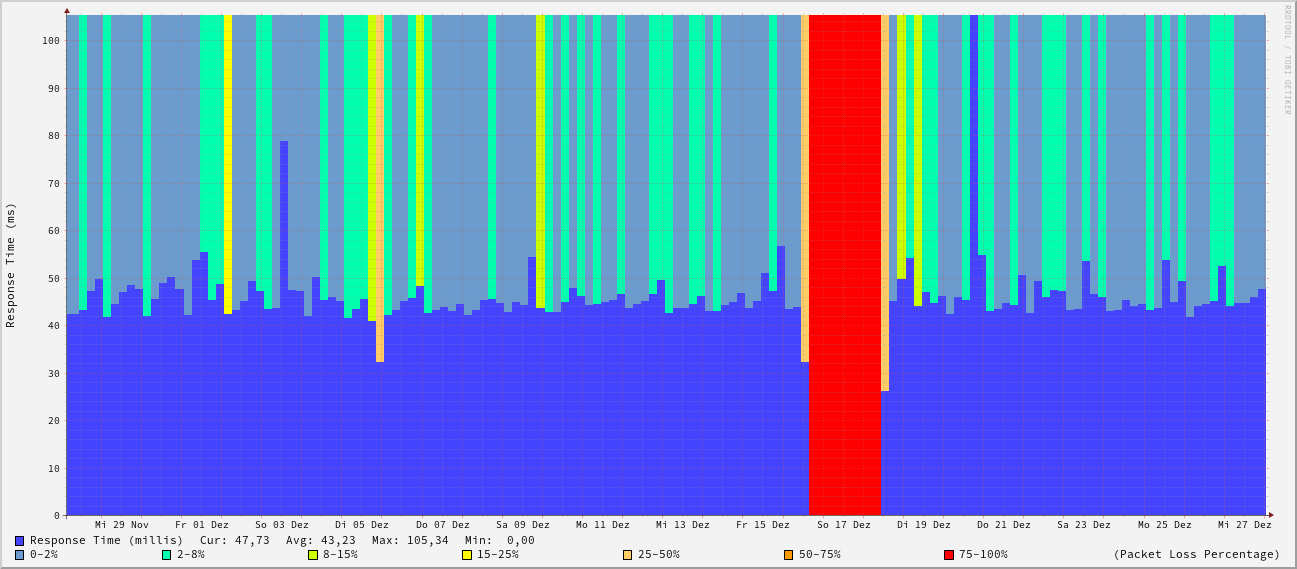 RRDTOOL / TOBI OETIKER
Response Time (ms)
100
90
80
70
60
50
40
30
20
10
0
Mi 29 Nov Fr 01 Dez So 03 Dez Di 05 Dez Do 07 Dez Sa 09 Dez Mo 11 Dez Mi 13 Dez Fr 15 Dez So 17 Dez Di 19 Dez Do 21 Dez Sa 23 Dez Mo 25 Dez Mi 27 Dez
Response Time (millis) Cur: 47,73 Avg: 43,23 Max: 105,34 Min: 0,00
0-2% 2-8% 8-15% 15-25% 25-50% 50-75% 75-100% (Packet Loss Percentage)